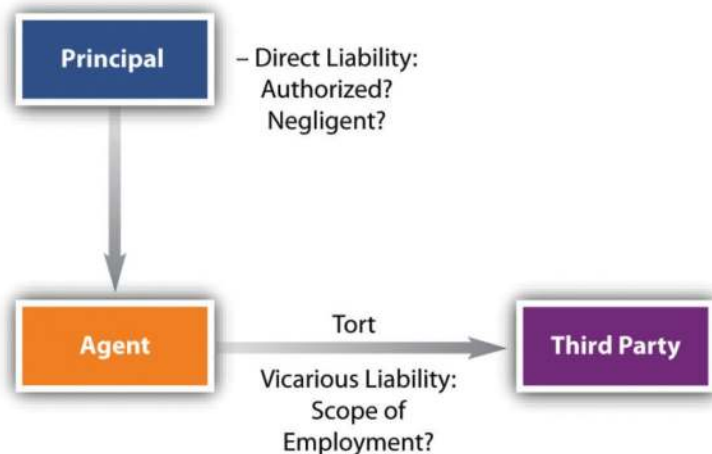 Principal
– Direct Liability:
Authorized?
Negligent?
Agent
Tort
Vicarious Liability:
Scope of
Employment?
Third Party